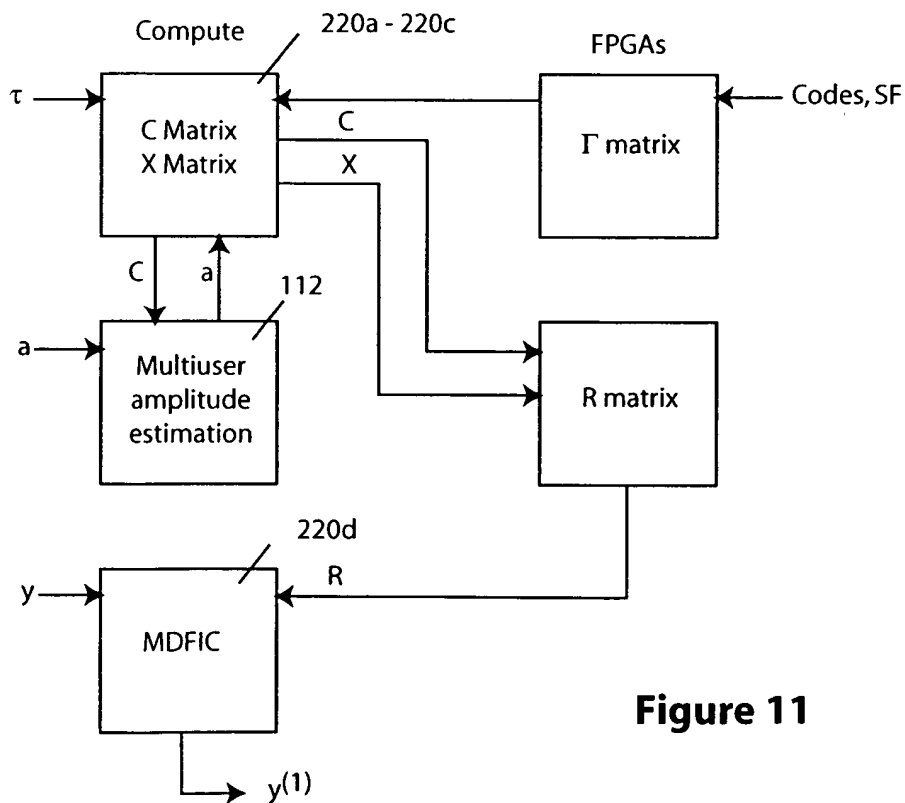 Compute
220a - 220c
FPGAs
τ
C Matrix
X Matrix
Γ matrix
Codes, SF
C
X
C
a
112
a
Multiuser
amplitude
estimation
R matrix
220d
R
y
MDFIC
y(1)
Figure 11